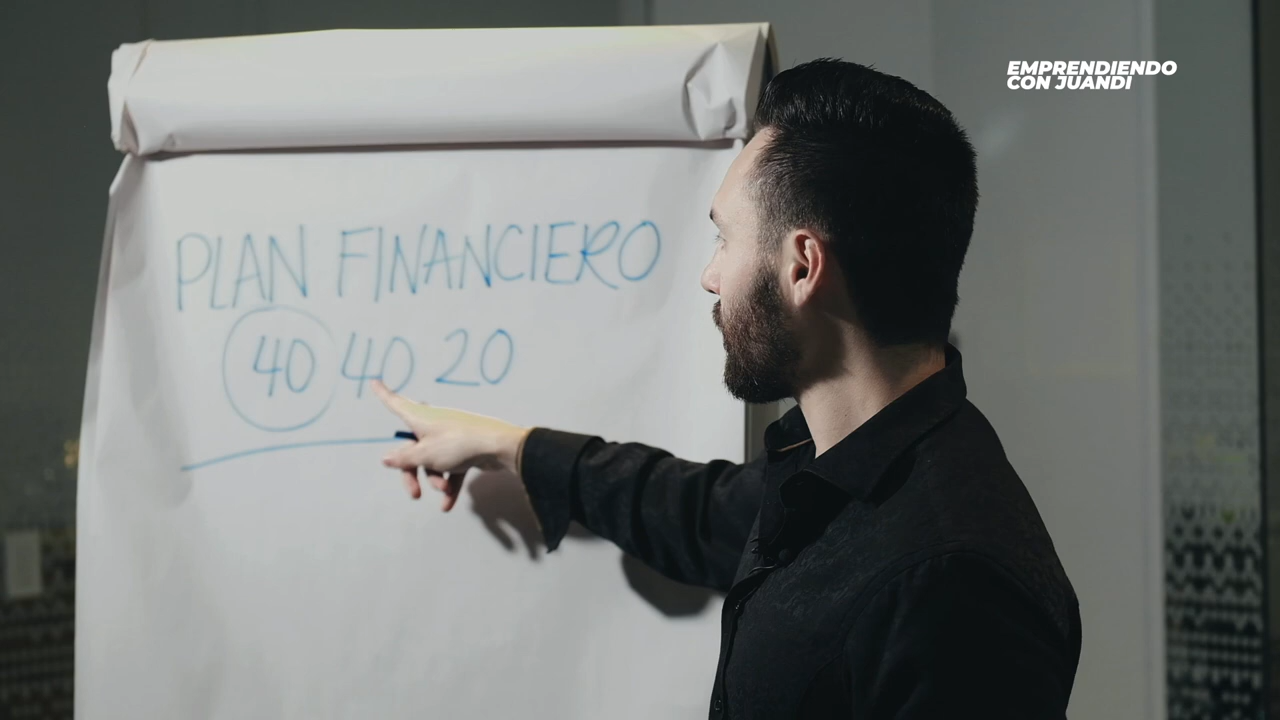 EMPRENDIENDO
CON JUANDI
PLAN FINANCIERO
40 40 20